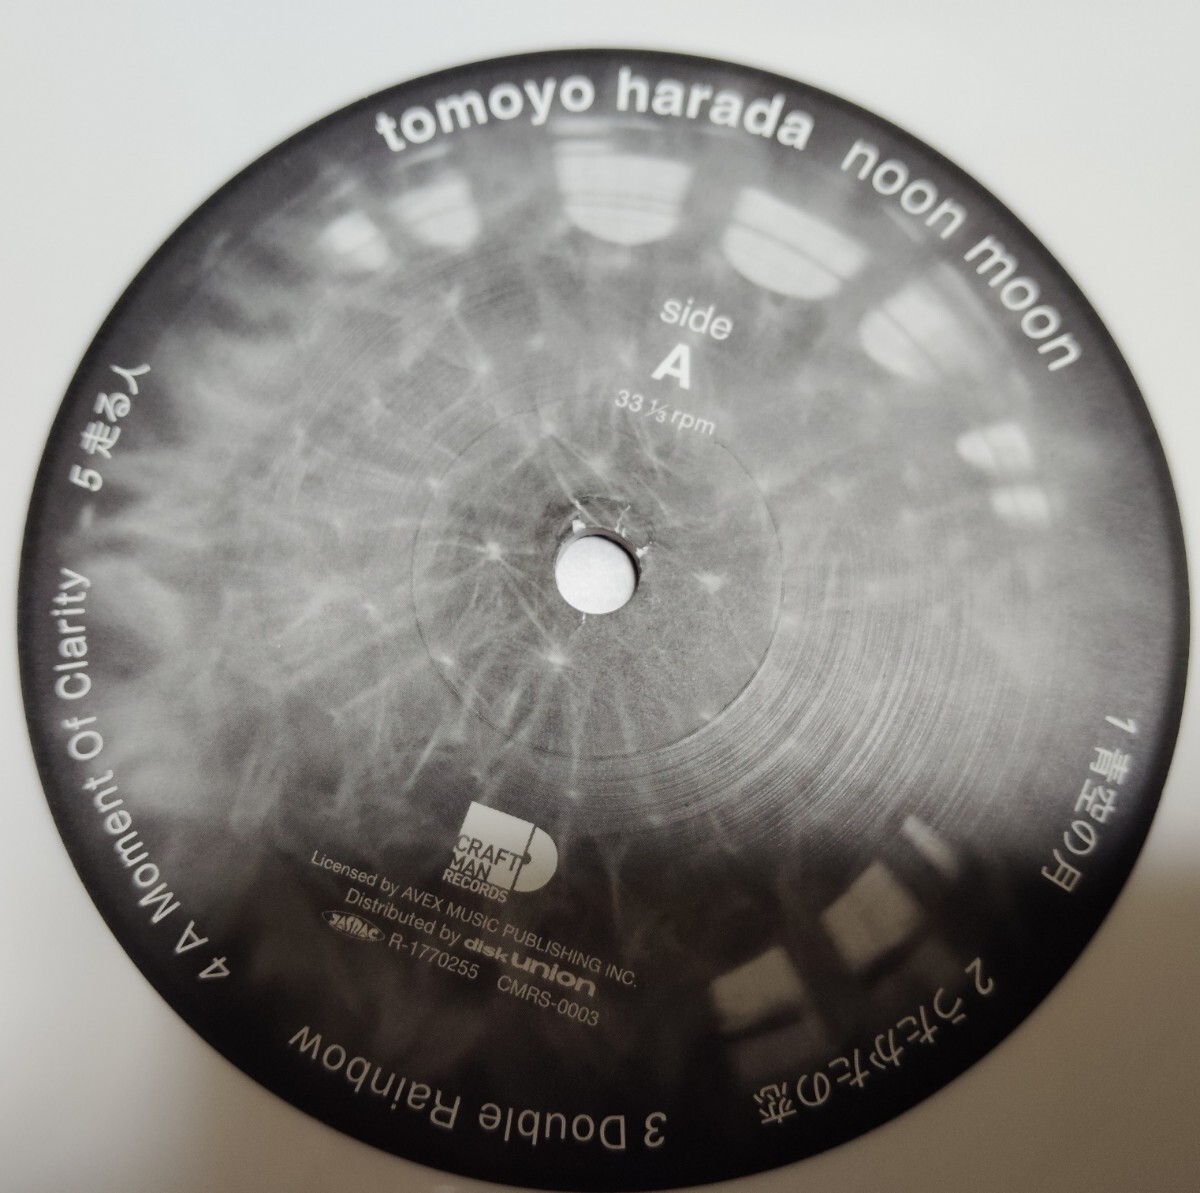 tomoyo harada noon moon
side
A
33 1/3 rpm
1 青空の月
2 うたかたの恋
3 Double Rainbow
4 A Moment Of Clarity
5 走る人
CRAFT
MAN
RECORDS
Licensed by AVEX MUSIC PUBLISHING INC.
Distributed by disk union
JASRAC R-1770255 CMRS-0003